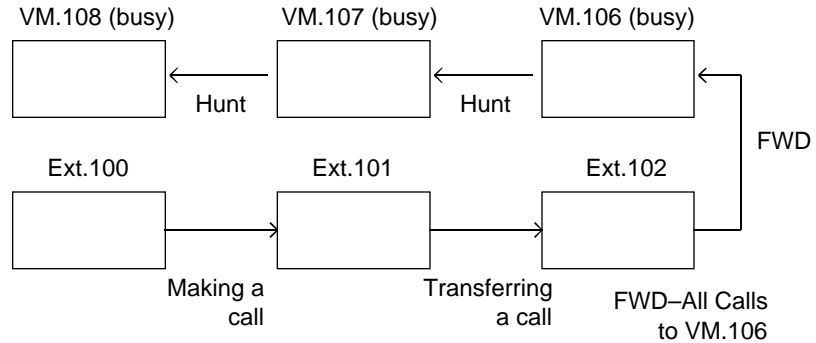 VM.108 (busy) VM.107 (busy) VM.106 (busy)
Hunt Hunt
FWD
Ext.100 Ext.101 Ext.102
Making a
call
Transferring
a call
FWD–All Calls
to VM.106